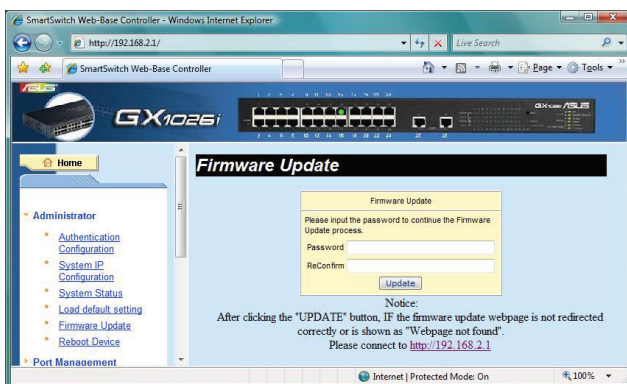 SmartSwitch Web-Base Controller - Windows Internet Explorer
http://192.168.2.1/
Live Search
SmartSwitch Web-Base Controller
Page
Tools
ASUS
GX1026i
ASUS
Home
Administrator
Authentication
Configuration
System IP
Configuration
System Status
Load default setting
Firmware Update
Reboot Device
Port Management
Firmware Update
Firmware Update
Please input the password to continue the Firmware
Update process.
Password
ReConfirm
Update
Notice:
After clicking the "UPDATE" button, IF the firmware update webpage is not redirected
correctly or is shown as "Webpage not found".
Please connect to http://192.168.2.1
Internet | Protected Mode: On
100%